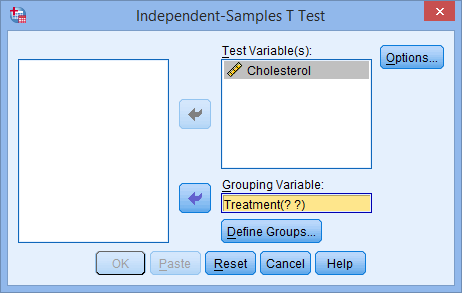 Independent-Samples T Test
Test Variable(s):
Cholesterol
Options...
Grouping Variable:
Treatment(? ?)
Define Groups...
OK Paste Reset Cancel Help